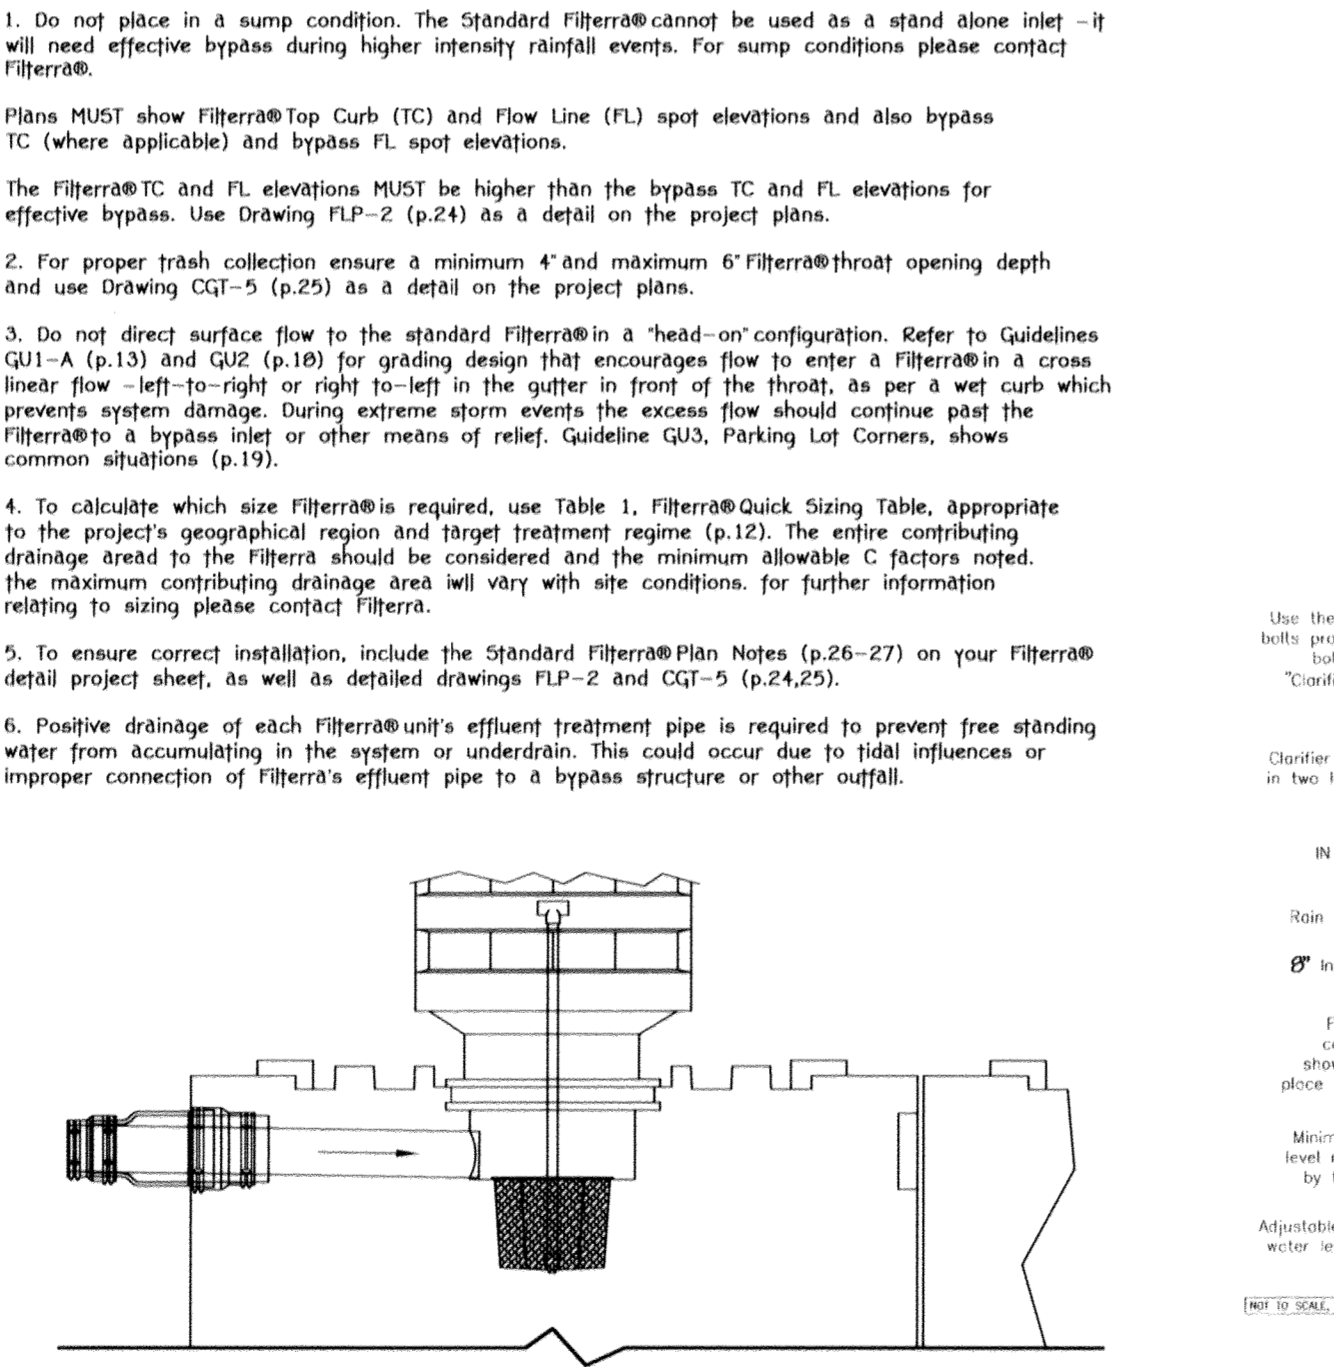 1. Do not place in a sump condition. The Standard Filterra® cannot be used as a stand alone inlet - it
will need effective bypass during higher intensity rainfall events. For sump conditions please contact
Filterra®.
Plans MUST show Filterra® Top Curb (TC) and Flow Line (FL) spot elevations and also bypass
TC (where applicable) and bypass FL spot elevations.
The Filterra® TC and FL elevations MUST be higher than the bypass TC and FL elevations for
effective bypass. Use Drawing FLP-2 (p.24) as a detail on the project plans.
2. For proper trash collection ensure a minimum 4" and maximum 6" Filterra® throat opening depth
and use Drawing CGT-5 (p.25) as a detail on the project plans.
3. Do not direct surface flow to the standard Filterra® in a "head-on" configuration. Refer to Guidelines
GU1-A (p.13) and GU2 (p.18) for grading design that encourages flow to enter a Filterra® in a cross
linear flow -left-to-right or right to-left in the gutter in front of the throat, as per a wet curb which
prevents system damage. During extreme storm events the excess flow should continue past the
Filterra® to a bypass inlet or other means of relief. Guideline GU3, Parking Lot Corners, shows
common situations (p.19).
4. To calculate which size Filterra® is required, use Table 1, Filterra® Quick Sizing Table, appropriate
to the project's geographical region and target treatment regime (p.12). The entire contributing
drainage aread to the Filterra should be considered and the minimum allowable C factors noted.
the maximum contributing drainage area iwll vary with site conditions. for further information
relating to sizing please contact Filterra.
5. To ensure correct installation, include the Standard Filterra® Plan Notes (p.26-27) on your Filterra®
detail project sheet, as well as detailed drawings FLP-2 and CGT-5 (p.24,25).
6. Positive drainage of each Filterra® unit's effluent treatment pipe is required to prevent free standing
water from accumulating in the system or underdrain. This could occur due to tidal influences or
improper connection of Filterra's effluent pipe to a bypass structure or other outfall.
Use the
bolts pro
bol
"Clarifi
Clarifier
in two l
IN
Rain
8" In
F
co
shou
place
Minim
level
by
Adjustable
water le
NOT TO SCALE,